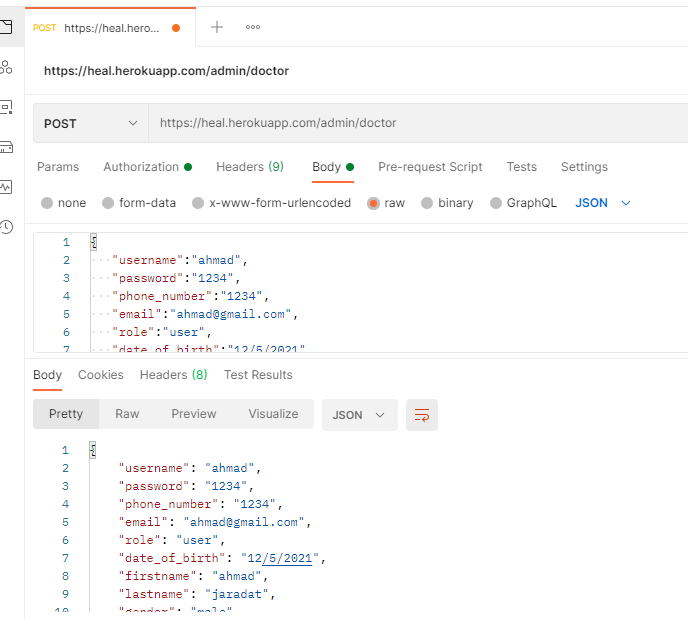 POST https://heal.hero...
https://heal.herokuapp.com/admin/doctor
POST https://heal.herokuapp.com/admin/doctor
Params Authorization Headers (9) Body Pre-request Script Tests Settings
none form-data x-www-form-urlencoded raw binary GraphQL JSON
1 {
2 ····"username":"ahmad",
3 ····"password":"1234",
4 ····"phone_number":"1234",
5 ····"email":"ahmad@gmail.com",
6 ····"role":"user",
7 ····"date_of_birth":"12/5/2021"
Body Cookies Headers (8) Test Results
Pretty Raw Preview Visualize JSON
1 {
2 "username": "ahmad",
3 "password": "1234",
4 "phone_number": "1234",
5 "email": "ahmad@gmail.com",
6 "role": "user",
7 "date_of_birth": "12/5/2021",
8 "firstname": "ahmad",
9 "lastname": "jaradat",
10 "gender": "male"